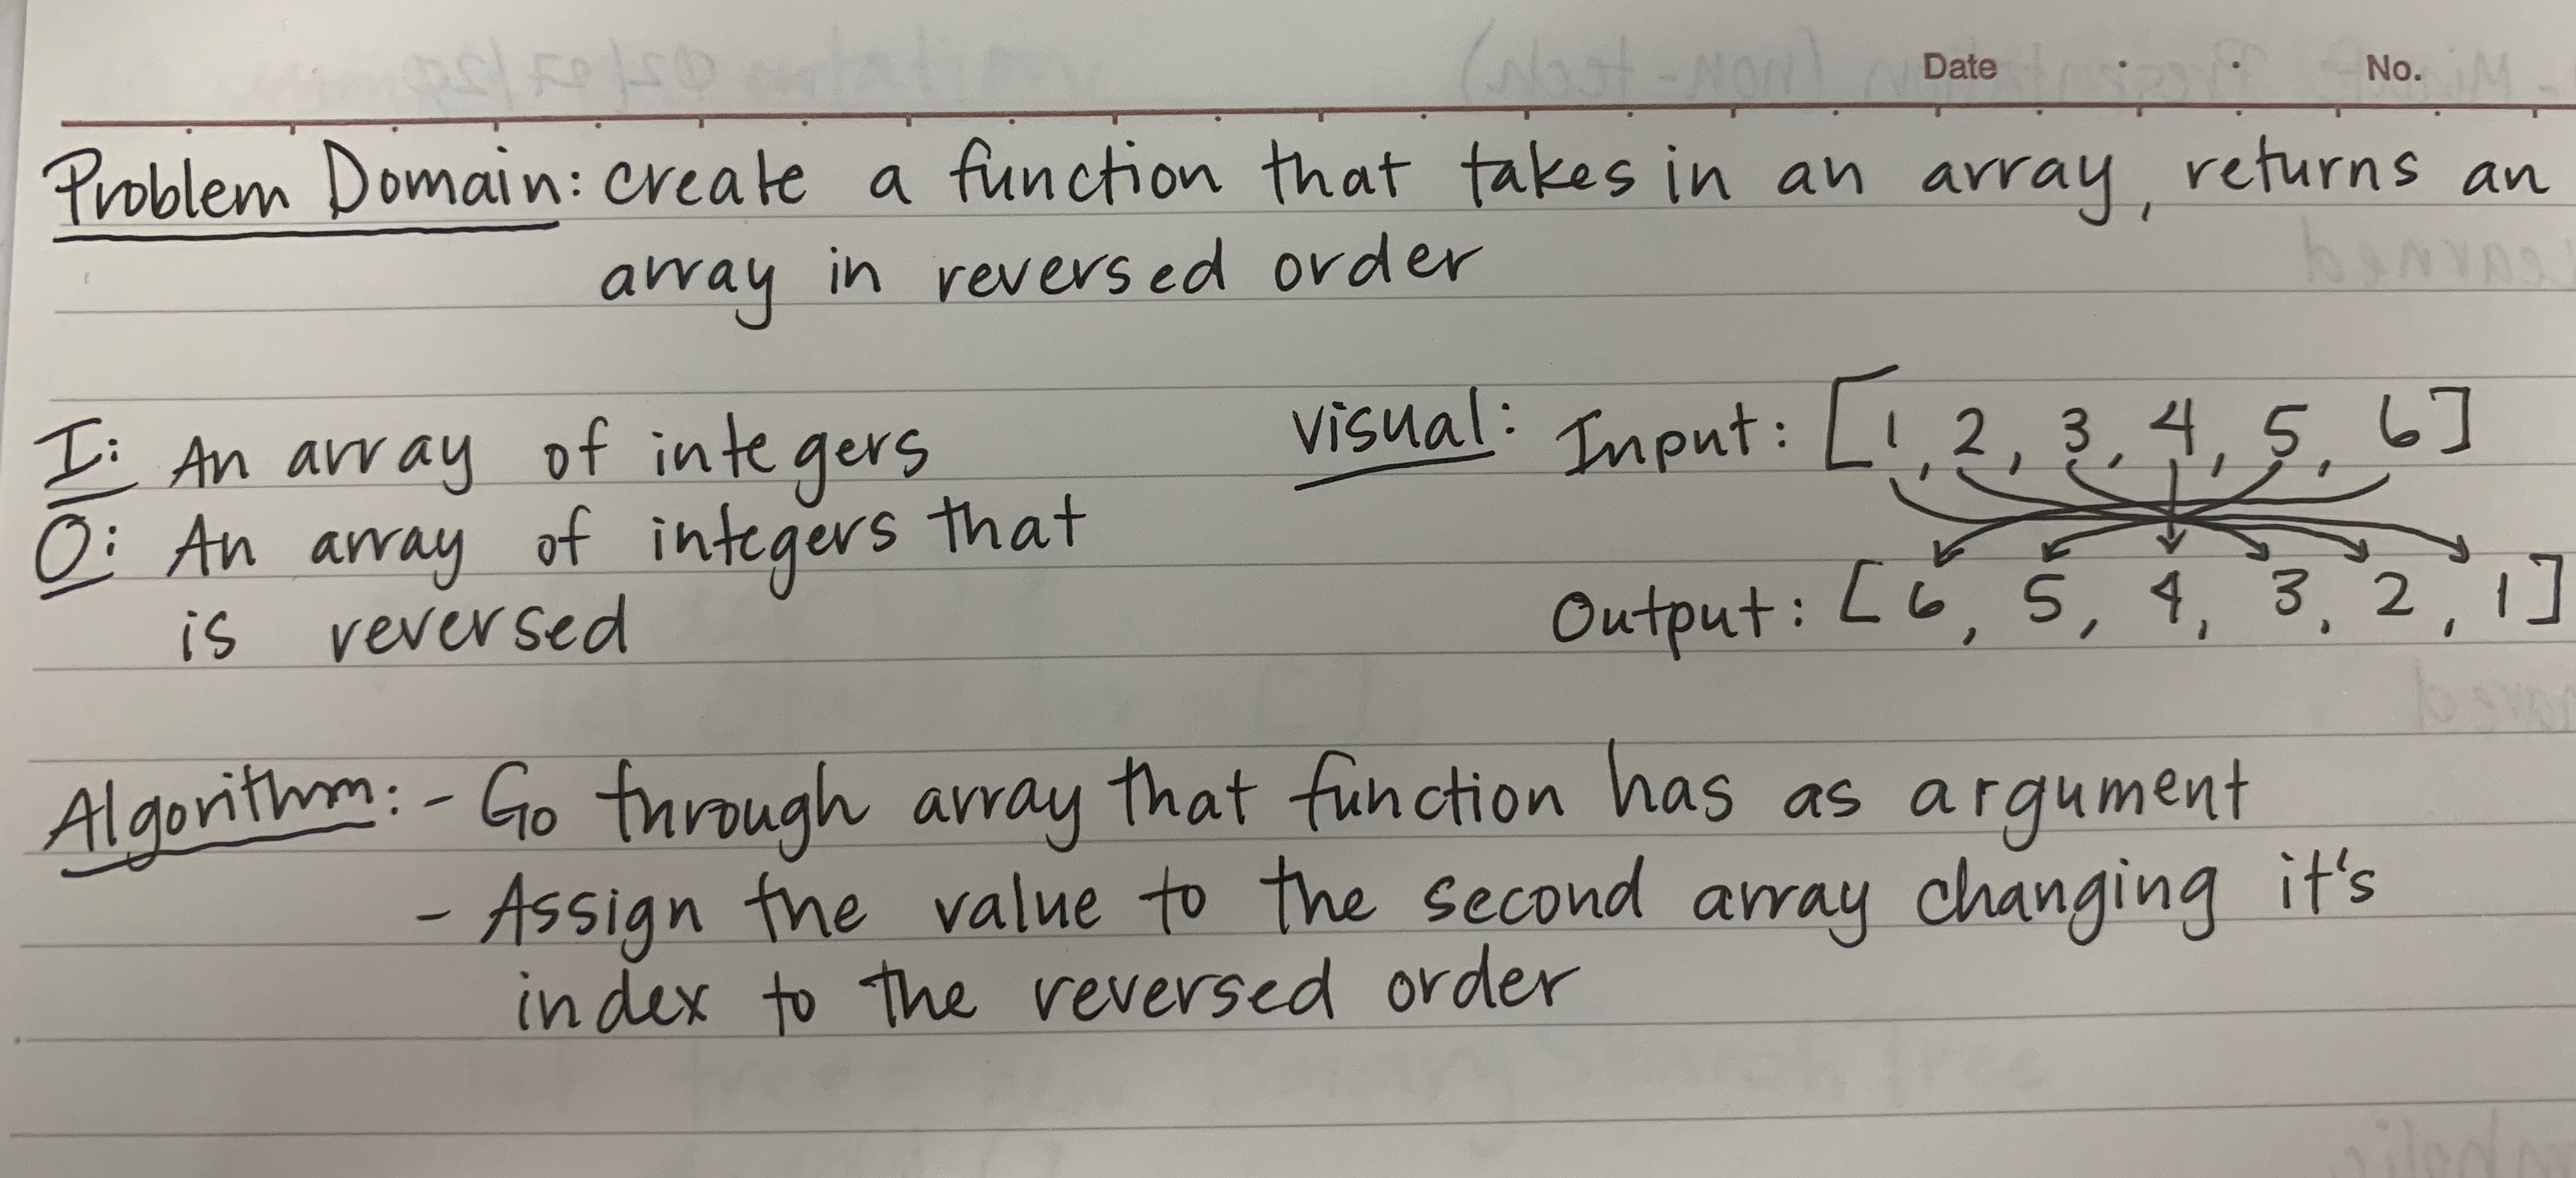 Date . . No.
Problem Domain: create a function that takes in an array, returns an
array in reversed order
I: An array of integers
O: An array of integers that
is reversed
visual: Input: [1, 2, 3, 4, 5, 6]
Output: [6, 5, 4, 3, 2, 1]
Algorithm: - Go through array that function has as argument
- Assign the value to the second array changing it's
index to the reversed order